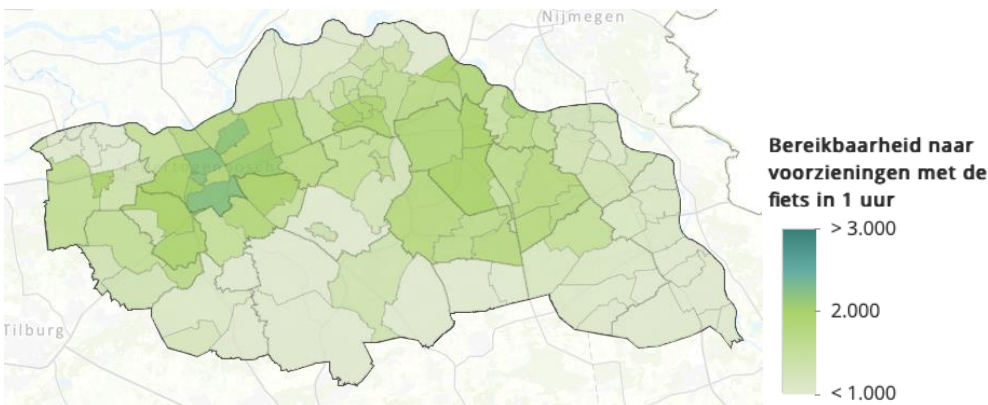 Nijmegen
Tilburg
Bereikbaarheid naar
voorzieningen met de
fiets in 1 uur
> 3.000
2.000
< 1.000